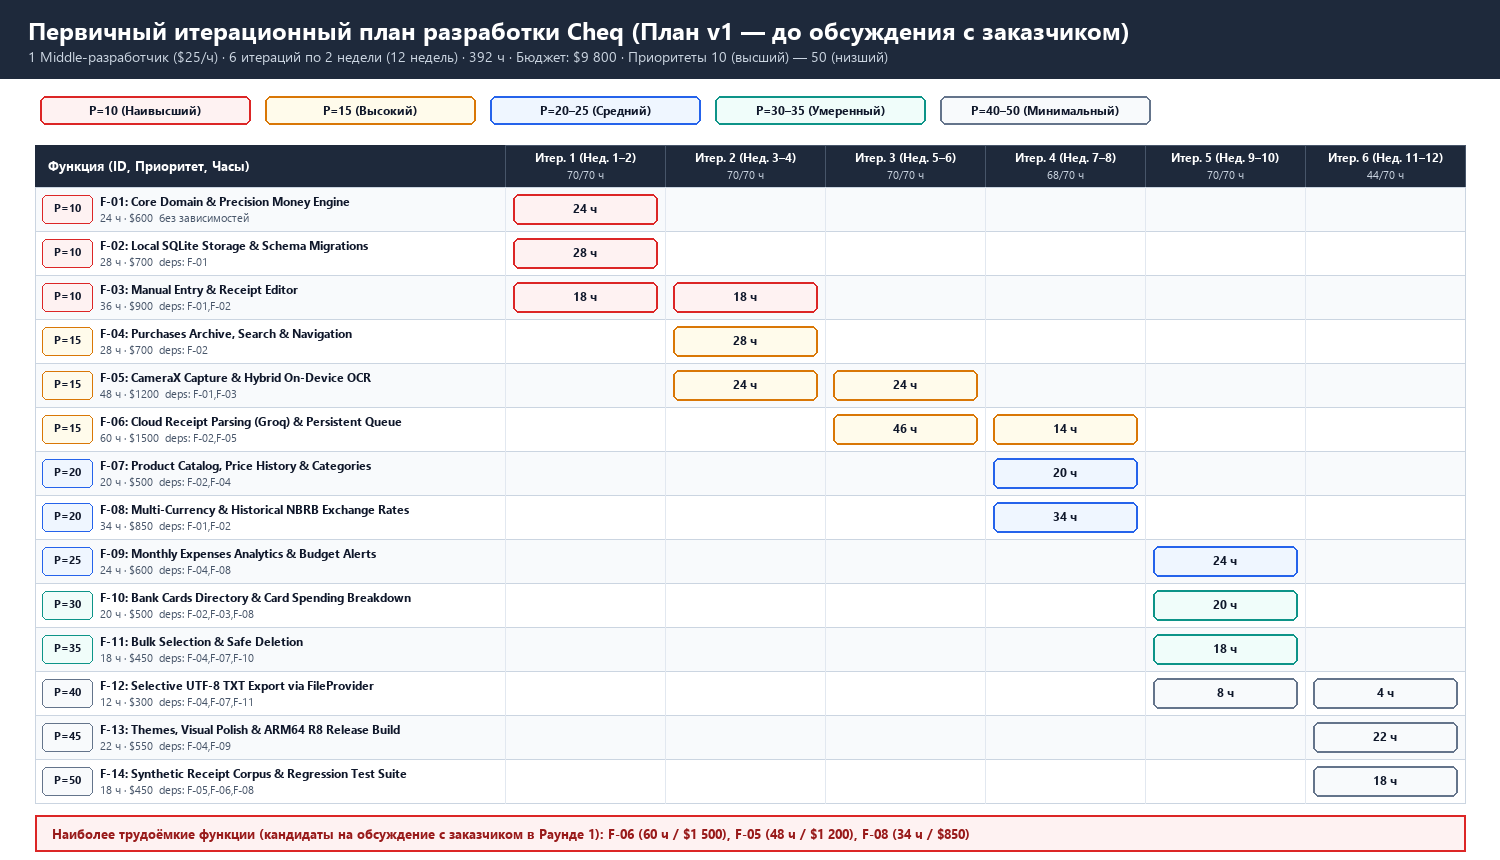 Первичный итерационный план разработки Cheq (План v1 — до обсуждения с заказчиком)
1 Middle-разработчик ($25/ч) · 6 итераций по 2 недели (12 недель) · 392 ч · Бюджет: $9 800 · Приоритеты 10 (высший) — 50 (низший)
P=10 (Наивысший) P=15 (Высокий) P=20–25 (Средний) P=30–35 (Умеренный) P=40–50 (Минимальный)
Функция (ID, Приоритет, Часы) Итер. 1 (Нед. 1–2) Итер. 2 (Нед. 3–4) Итер. 3 (Нед. 5–6) Итер. 4 (Нед. 7–8) Итер. 5 (Нед. 9–10) Итер. 6 (Нед. 11–12)
70/70 ч 70/70 ч 70/70 ч 68/70 ч 70/70 ч 44/70 ч
P=10 F-01: Core Domain & Precision Money Engine 24 ч
24 ч · $600 без зависимостей
P=10 F-02: Local SQLite Storage & Schema Migrations 28 ч
28 ч · $700 deps: F-01
P=10 F-03: Manual Entry & Receipt Editor 18 ч 18 ч
36 ч · $900 deps: F-01,F-02
P=15 F-04: Purchases Archive, Search & Navigation 28 ч
28 ч · $700 deps: F-02
P=15 F-05: CameraX Capture & Hybrid On-Device OCR 24 ч 24 ч
48 ч · $1200 deps: F-01,F-03
P=15 F-06: Cloud Receipt Parsing (Groq) & Persistent Queue 46 ч 14 ч
60 ч · $1500 deps: F-02,F-05
P=20 F-07: Product Catalog, Price History & Categories 20 ч
20 ч · $500 deps: F-02,F-04
P=20 F-08: Multi-Currency & Historical NBRB Exchange Rates 34 ч
34 ч · $850 deps: F-01,F-02
P=25 F-09: Monthly Expenses Analytics & Budget Alerts 24 ч
24 ч · $600 deps: F-04,F-08
P=30 F-10: Bank Cards Directory & Card Spending Breakdown 20 ч
20 ч · $500 deps: F-02,F-03,F-08
P=35 F-11: Bulk Selection & Safe Deletion 18 ч
18 ч · $450 deps: F-04,F-07,F-10
P=40 F-12: Selective UTF-8 TXT Export via FileProvider 8 ч 4 ч
12 ч · $300 deps: F-04,F-07,F-11
P=45 F-13: Themes, Visual Polish & ARM64 R8 Release Build 22 ч
22 ч · $550 deps: F-04,F-09
P=50 F-14: Synthetic Receipt Corpus & Regression Test Suite 18 ч
18 ч · $450 deps: F-05,F-06,F-08
Наиболее трудоёмкие функции (кандидаты на обсуждение с заказчиком в Раунде 1): F-06 (60 ч / $1 500), F-05 (48 ч / $1 200), F-08 (34 ч / $850)